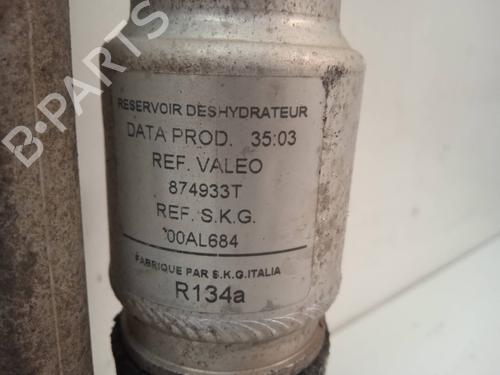 B-PARTS
RESERVOIR DESHYDRATEUR
DATA PROD. 35:03
REF. VALEO
874933T
REF. S.K.G.
00AL684
FABRIQUE PAR S.K.G.ITALIA
R134a